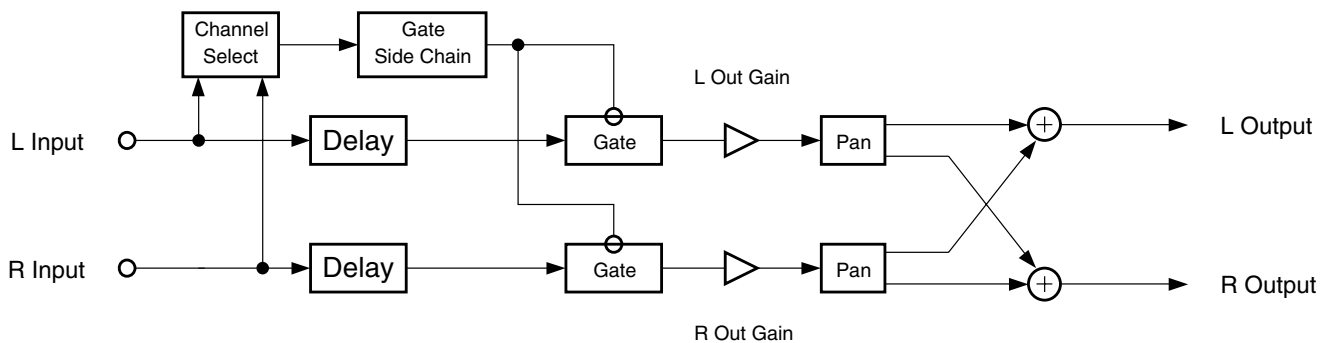 Channel
Select
Gate
Side Chain
L Out Gain
L Input
Delay
Gate
Pan
+
L Output
R Input
Delay
Gate
Pan
+
R Output
R Out Gain